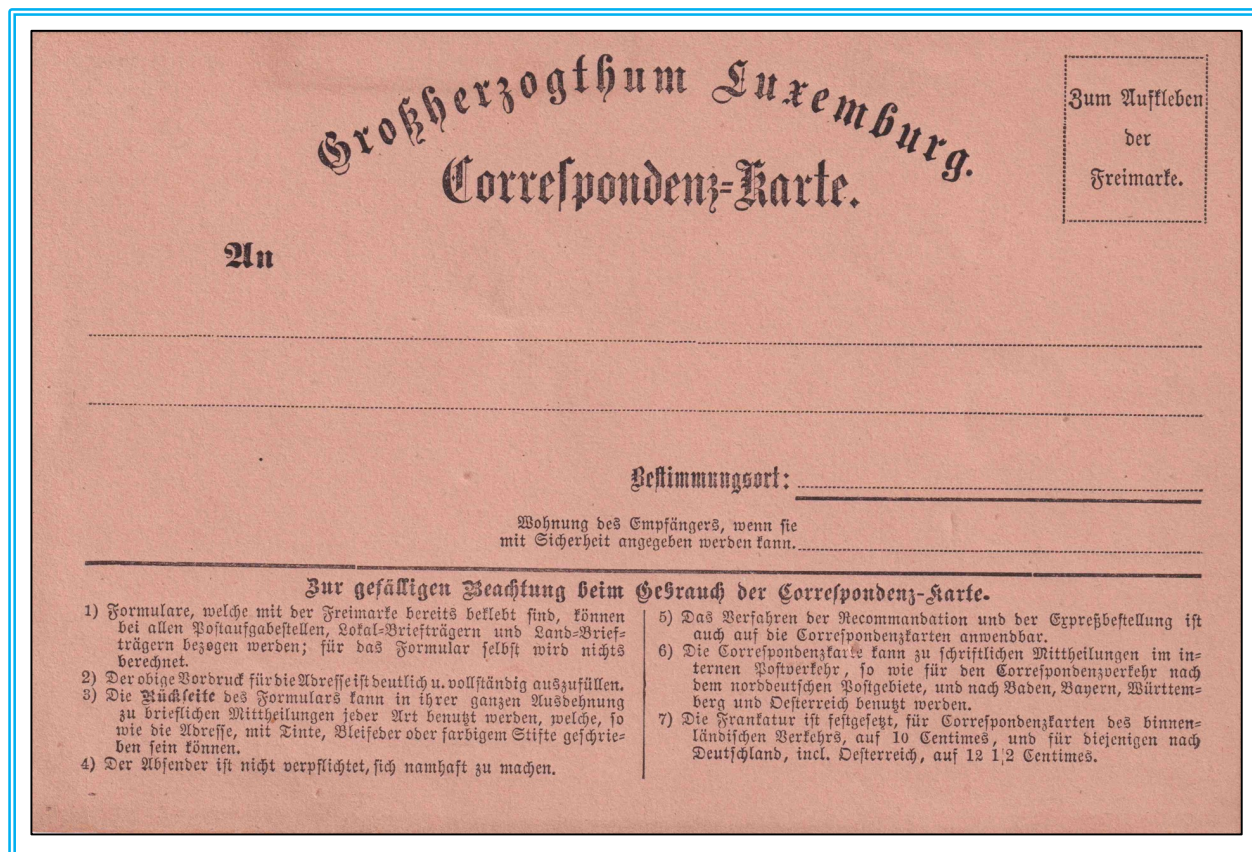 Großherzogthum Luxemburg.
Correspondenz-Karte.
Zum Aufkleben
der
Freimarke.
An
Bestimmungsort:
Wohnung des Empfängers, wenn sie
mit Sicherheit angegeben werden kann.
Zur gefälligen Beachtung beim Gebrauch der Correspondenz-Karte.
1) Formulare, welche mit der Freimarke bereits beklebt sind, können
bei allen Postaufgabestellen, Lokal-Briefträgern und Land-Brief-
trägern bezogen werden; für das Formular selbst wird nichts
berechnet.
2) Der obige Vordruck für die Adresse ist deutlich u. vollständig auszufüllen.
3) Die Rückseite des Formulars kann in ihrer ganzen Ausdehnung
zu brieflichen Mittheilungen jeder Art benutzt werden, welche, so
wie die Adresse, mit Tinte, Bleifeder oder farbigem Stifte geschrie-
ben sein können.
4) Der Absender ist nicht verpflichtet, sich namhaft zu machen.
5) Das Verfahren der Recommandation und der Expreßbestellung ist
auch auf die Correspondenzkarten anwendbar.
6) Die Correspondenzkarte kann zu schriftlichen Mittheilungen im in-
ternen Postverkehr, so wie für den Correspondenzverkehr nach
dem norddeutschen Postgebiete, und nach Baden, Bayern, Württem-
berg und Oesterreich benutzt werden.
7) Die Frankatur ist festgesetzt, für Correspondenzkarten des binnen-
ländischen Verkehrs, auf 10 Centimes, und für diejenigen nach
Deutschland, incl. Oesterreich, auf 12 1/2 Centimes.